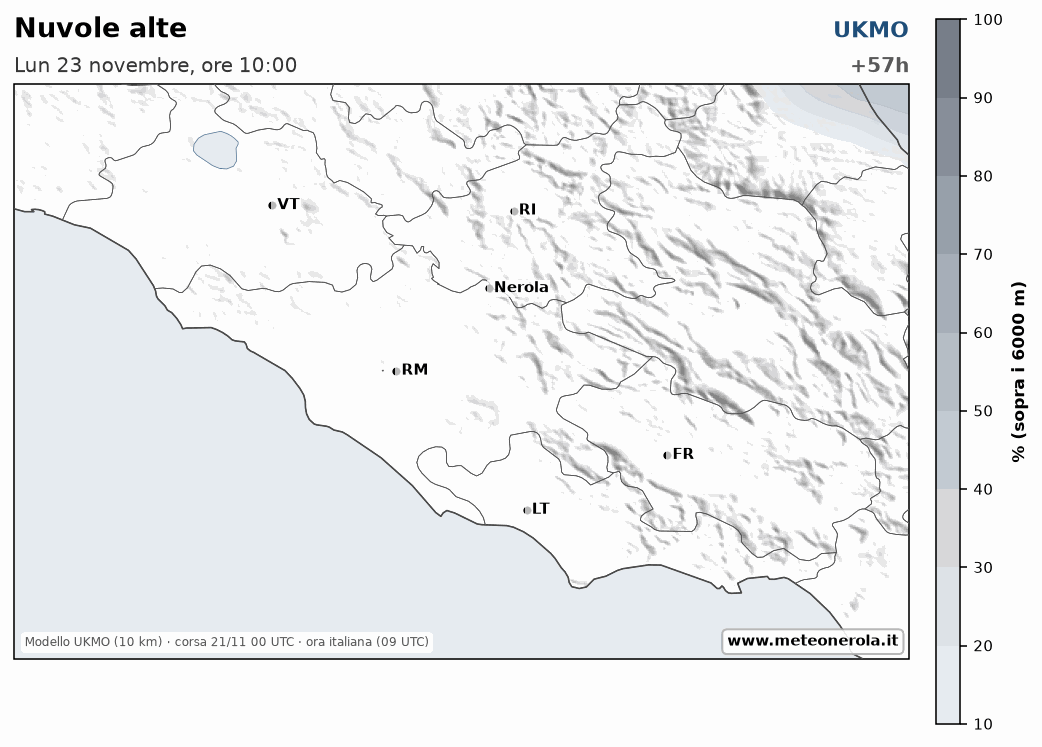 Nuvole alte
UKMO
Lun 23 novembre, ore 10:00
+57h
VT
RI
Nerola
RM
FR
LT
Modello UKMO (10 km) · corsa 21/11 00 UTC · ora italiana (09 UTC)
www.meteonerola.it
100
90
80
70
60
50
40
30
20
10
% (sopra i 6000 m)